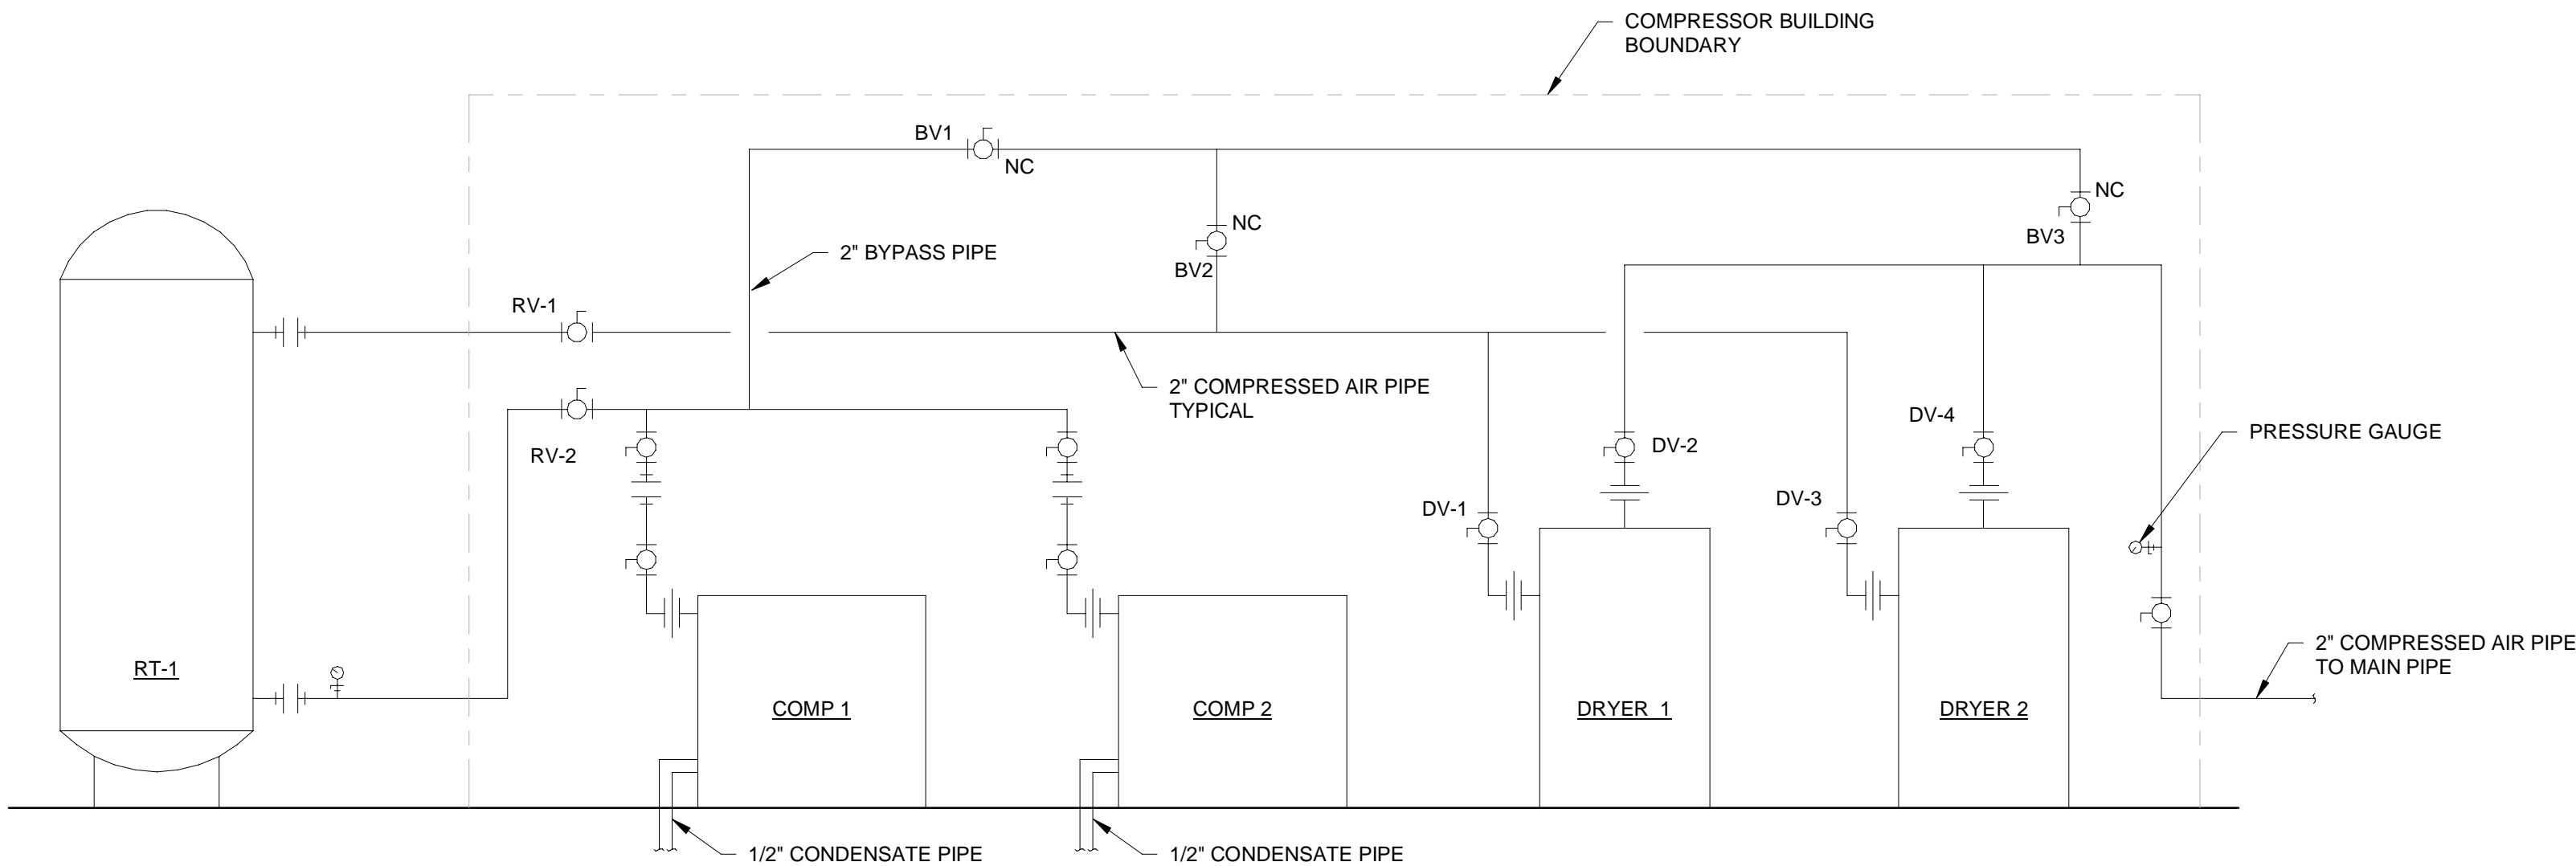 COMPRESSOR BUILDING
BOUNDARY
BV1
NC
NC
NC
BV2
BV3
2" BYPASS PIPE
RV-1
2" COMPRESSED AIR PIPE
TYPICAL
RV-2
DV-4
DV-2
PRESSURE GAUGE
DV-1
DV-3
2" COMPRESSED AIR PIPE
TO MAIN PIPE
RT-1
COMP 1
COMP 2
DRYER 1
DRYER 2
1/2" CONDENSATE PIPE
1/2" CONDENSATE PIPE